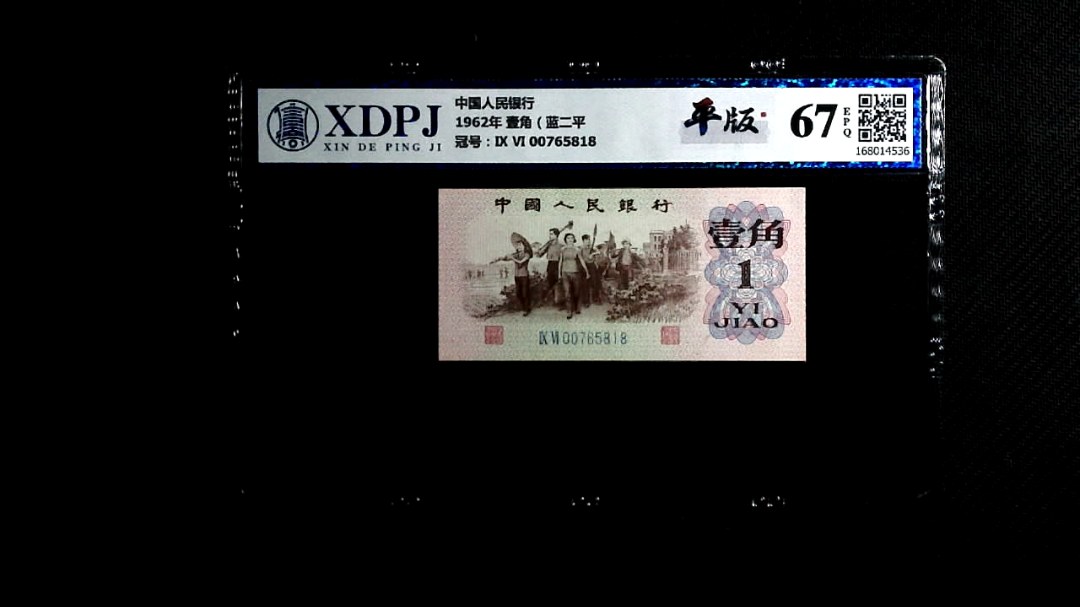 XDPJ
XIN DE PING JI
中国人民银行
1962年 壹角（蓝二平
冠号：IX VI 00765818
平版
67
EPQ
168014536
中國人民銀行
壹角
1
YI
JIAO
IX VI 00765818